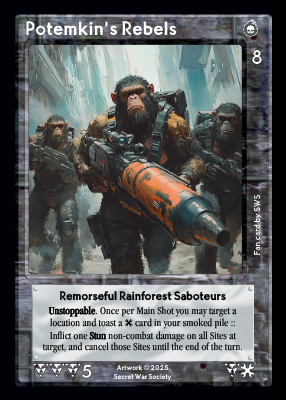 Potemkin's Rebels
8
Fan card by SWS
Remorseful Rainforest Saboteurs
Unstoppable. Once per Main Shot you may target a
location and toast a ⌘ card in your smoked pile ::
Inflict one Stun non-combat damage on all Sites at
target, and cancel those Sites until the end of the turn.
5
Artwork © 2025
Secret War Society